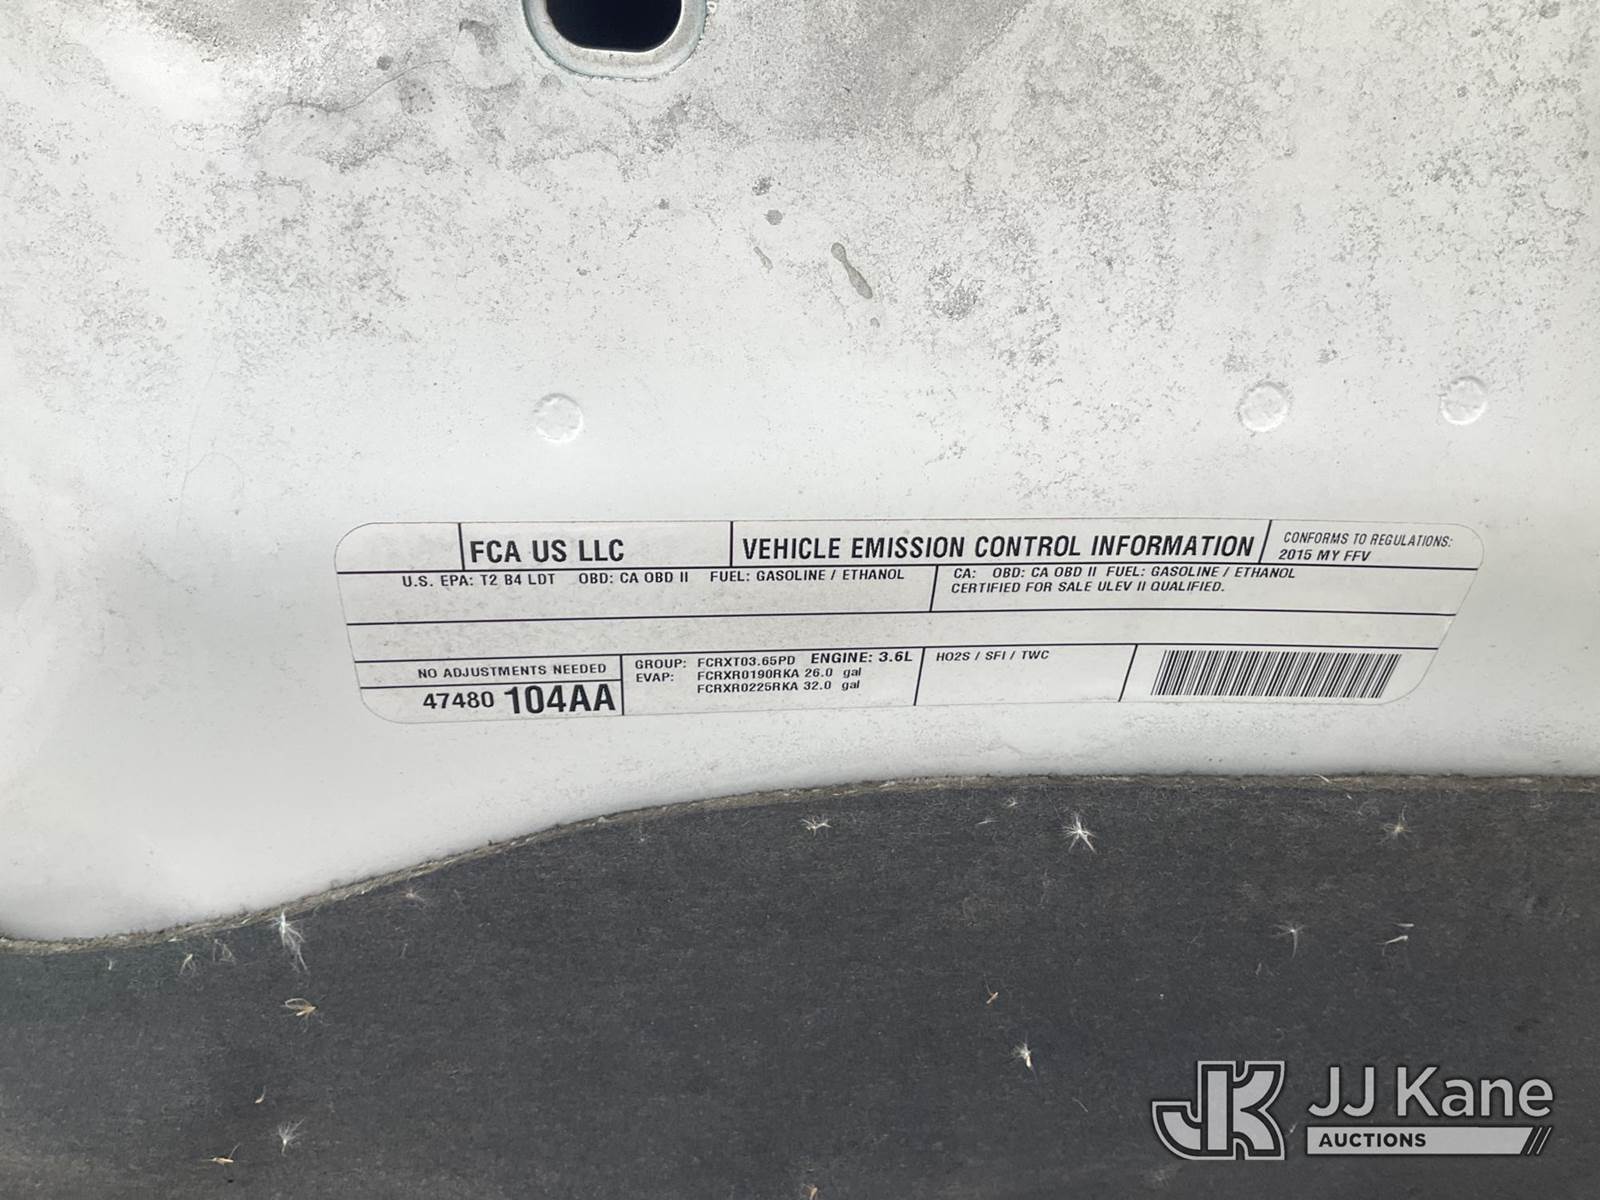 FCA US LLC
VEHICLE EMISSION CONTROL INFORMATION
CONFORMS TO REGULATIONS:
2015 MY FFV
U.S. EPA: T2 B4 LDT OBD: CA OBD II FUEL: GASOLINE / ETHANOL
CA: OBD: CA OBD II FUEL: GASOLINE / ETHANOL
CERTIFIED FOR SALE ULEV II QUALIFIED.
NO ADJUSTMENTS NEEDED
47480 104AA
GROUP: FCRXT03.65PD ENGINE: 3.6L
EVAP: FCRXR0190RKA 26.0 gal
FCRXR0225RKA 32.0 gal
HO2S / SFI / TWC
JK JJ Kane
AUCTIONS